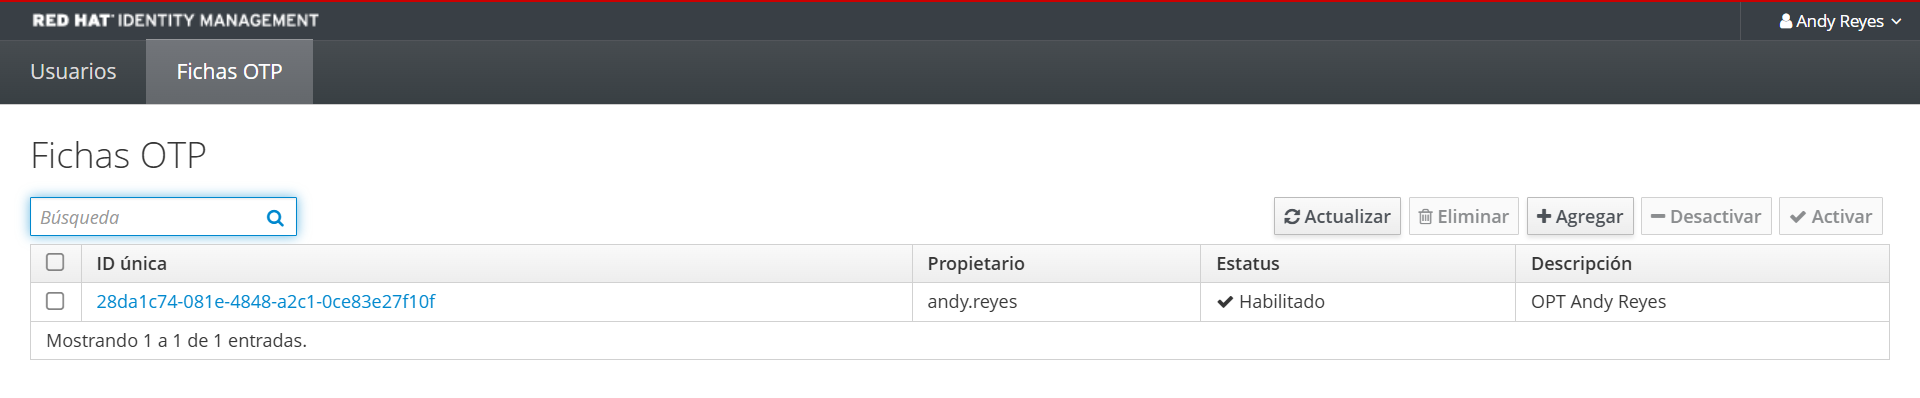 RED HAT IDENTITY MANAGEMENT
Andy Reyes
Usuarios
Fichas OTP
Fichas OTP
Búsqueda
Actualizar
Eliminar
Agregar
Desactivar
Activar
ID única
Propietario
Estatus
Descripción
28da1c74-081e-4848-a2c1-0ce83e27f10f
andy.reyes
Habilitado
OPT Andy Reyes
Mostrando 1 a 1 de 1 entradas.